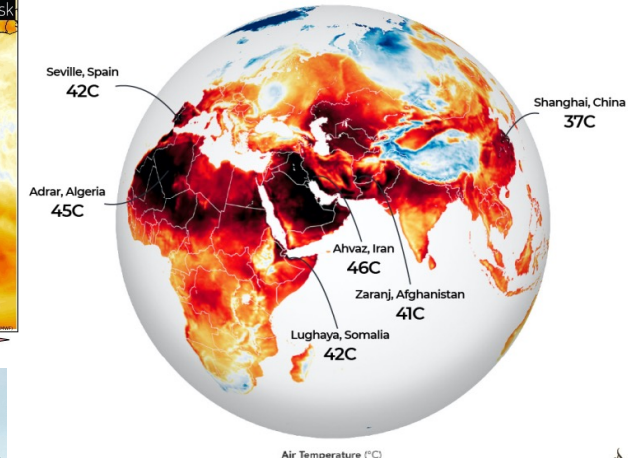 sk
Seville, Spain
42C
Shanghai, China
37C
Adrar, Algeria
45C
Ahvaz, Iran
46C
Zaranj, Afghanistan
41C
Lughaya, Somalia
42C
Air Temperature (°C)